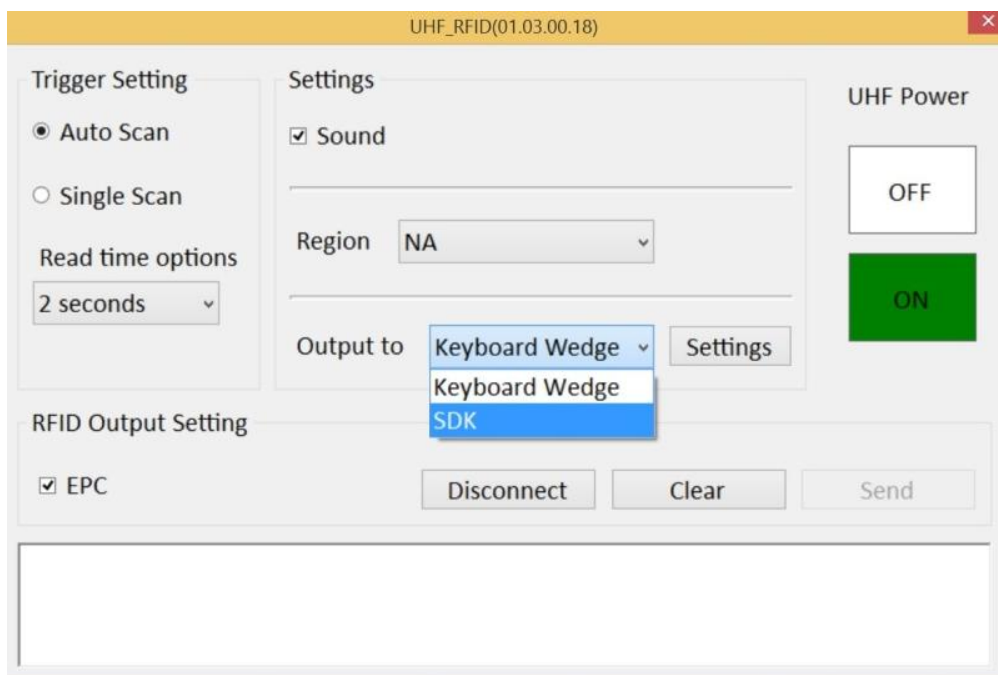 UHF_RFID(01.03.00.18)
Trigger Setting
Auto Scan
Single Scan
Read time options
2 seconds
Settings
Sound
Region NA
Output to Keyboard Wedge Settings
Keyboard Wedge
SDK
UHF Power
OFF
ON
RFID Output Setting
EPC Disconnect Clear Send